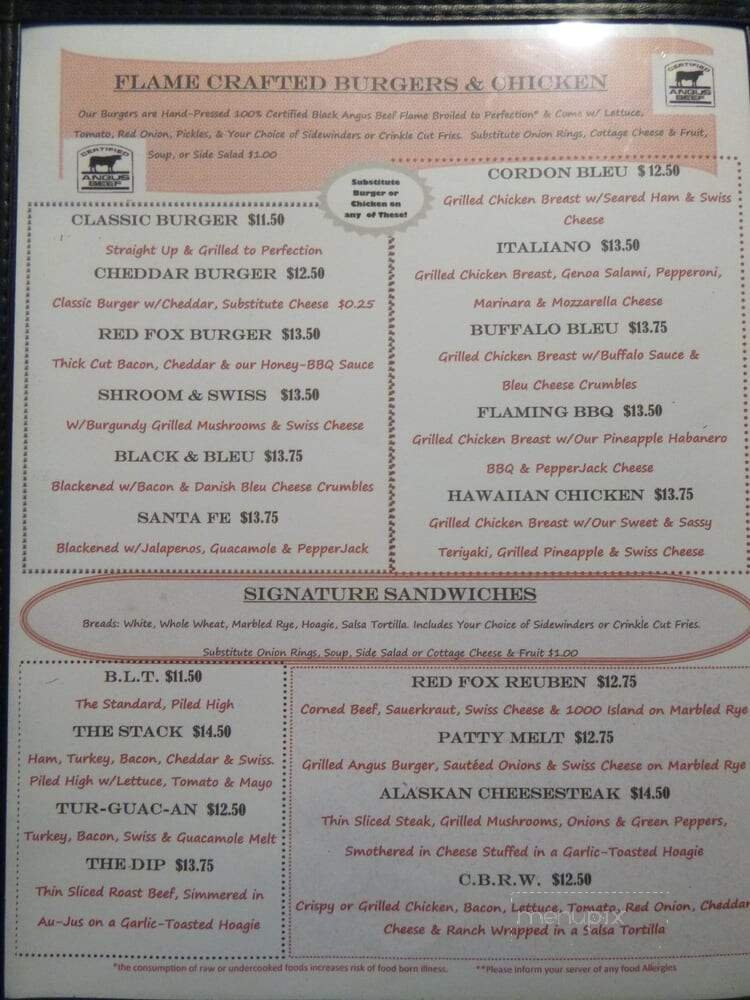 FLAME CRAFTED BURGERS & CHICKEN
Our Burgers are Hand-Pressed 100% Certified Black Angus Beef Flame Broiled to Perfection* & Come w/ Lettuce,
Tomato, Red Onion, Pickles, & Your Choice of Sidewinders or Crinkle Cut Fries. Substitute Onion Rings, Cottage Cheese & Fruit,
Soup, or Side Salad $1.00
CERTIFIED
ANGUS
BEEF
CERTIFIED
ANGUS
BEEF
Substitute
Burger or
Chicken on
any of These!
CLASSIC BURGER $11.50
Straight Up & Grilled to Perfection
CHEDDAR BURGER $12.50
Classic Burger w/Cheddar, Substitute Cheese $0.25
RED FOX BURGER $13.50
Thick Cut Bacon, Cheddar & our Honey-BBQ Sauce
SHROOM & SWISS $13.50
W/Burgundy Grilled Mushrooms & Swiss Cheese
BLACK & BLEU $13.75
Blackened w/Bacon & Danish Bleu Cheese Crumbles
SANTA FE $13.75
Blackened w/Jalapenos, Guacamole & PepperJack
CORDON BLEU $12.50
Grilled Chicken Breast w/Seared Ham & Swiss
Cheese
ITALIANO $13.50
Grilled Chicken Breast, Genoa Salami, Pepperoni,
Marinara & Mozzarella Cheese
BUFFALO BLEU $13.75
Grilled Chicken Breast w/Buffalo Sauce &
Bleu Cheese Crumbles
FLAMING BBQ $13.50
Grilled Chicken Breast w/Our Pineapple Habanero
BBQ & PepperJack Cheese
HAWAIIAN CHICKEN $13.75
Grilled Chicken Breast w/Our Sweet & Sassy
Teriyaki, Grilled Pineapple & Swiss Cheese
SIGNATURE SANDWICHES
Breads: White, Whole Wheat, Marbled Rye, Hoagie, Salsa Tortilla. Includes Your Choice of Sidewinders or Crinkle Cut Fries.
Substitute Onion Rings, Soup, Side Salad or Cottage Cheese & Fruit $1.00
B.L.T. $11.50
The Standard, Piled High
THE STACK $14.50
Ham, Turkey, Bacon, Cheddar & Swiss.
Piled High w/Lettuce, Tomato & Mayo
TUR-GUAC-AN $12.50
Turkey, Bacon, Swiss & Guacamole Melt
THE DIP $13.75
Thin Sliced Roast Beef, Simmered in
Au-Jus on a Garlic-Toasted Hoagie
RED FOX REUBEN $12.75
Corned Beef, Sauerkraut, Swiss Cheese & 1000 Island on Marbled Rye
PATTY MELT $12.75
Grilled Angus Burger, Sautéed Onions & Swiss Cheese on Marbled Rye
ALASKAN CHEESESTEAK $14.50
Thin Sliced Steak, Grilled Mushrooms, Onions & Green Peppers,
Smothered in Cheese Stuffed in a Garlic-Toasted Hoagie
C.B.R.W. $12.50
Crispy or Grilled Chicken, Bacon, Lettuce, Tomato, Red Onion, Cheddar
Cheese & Ranch Wrapped in a Salsa Tortilla
menupix
*the consumption of raw or undercooked foods increases risk of food born illness. **Please inform your server of any food Allergies